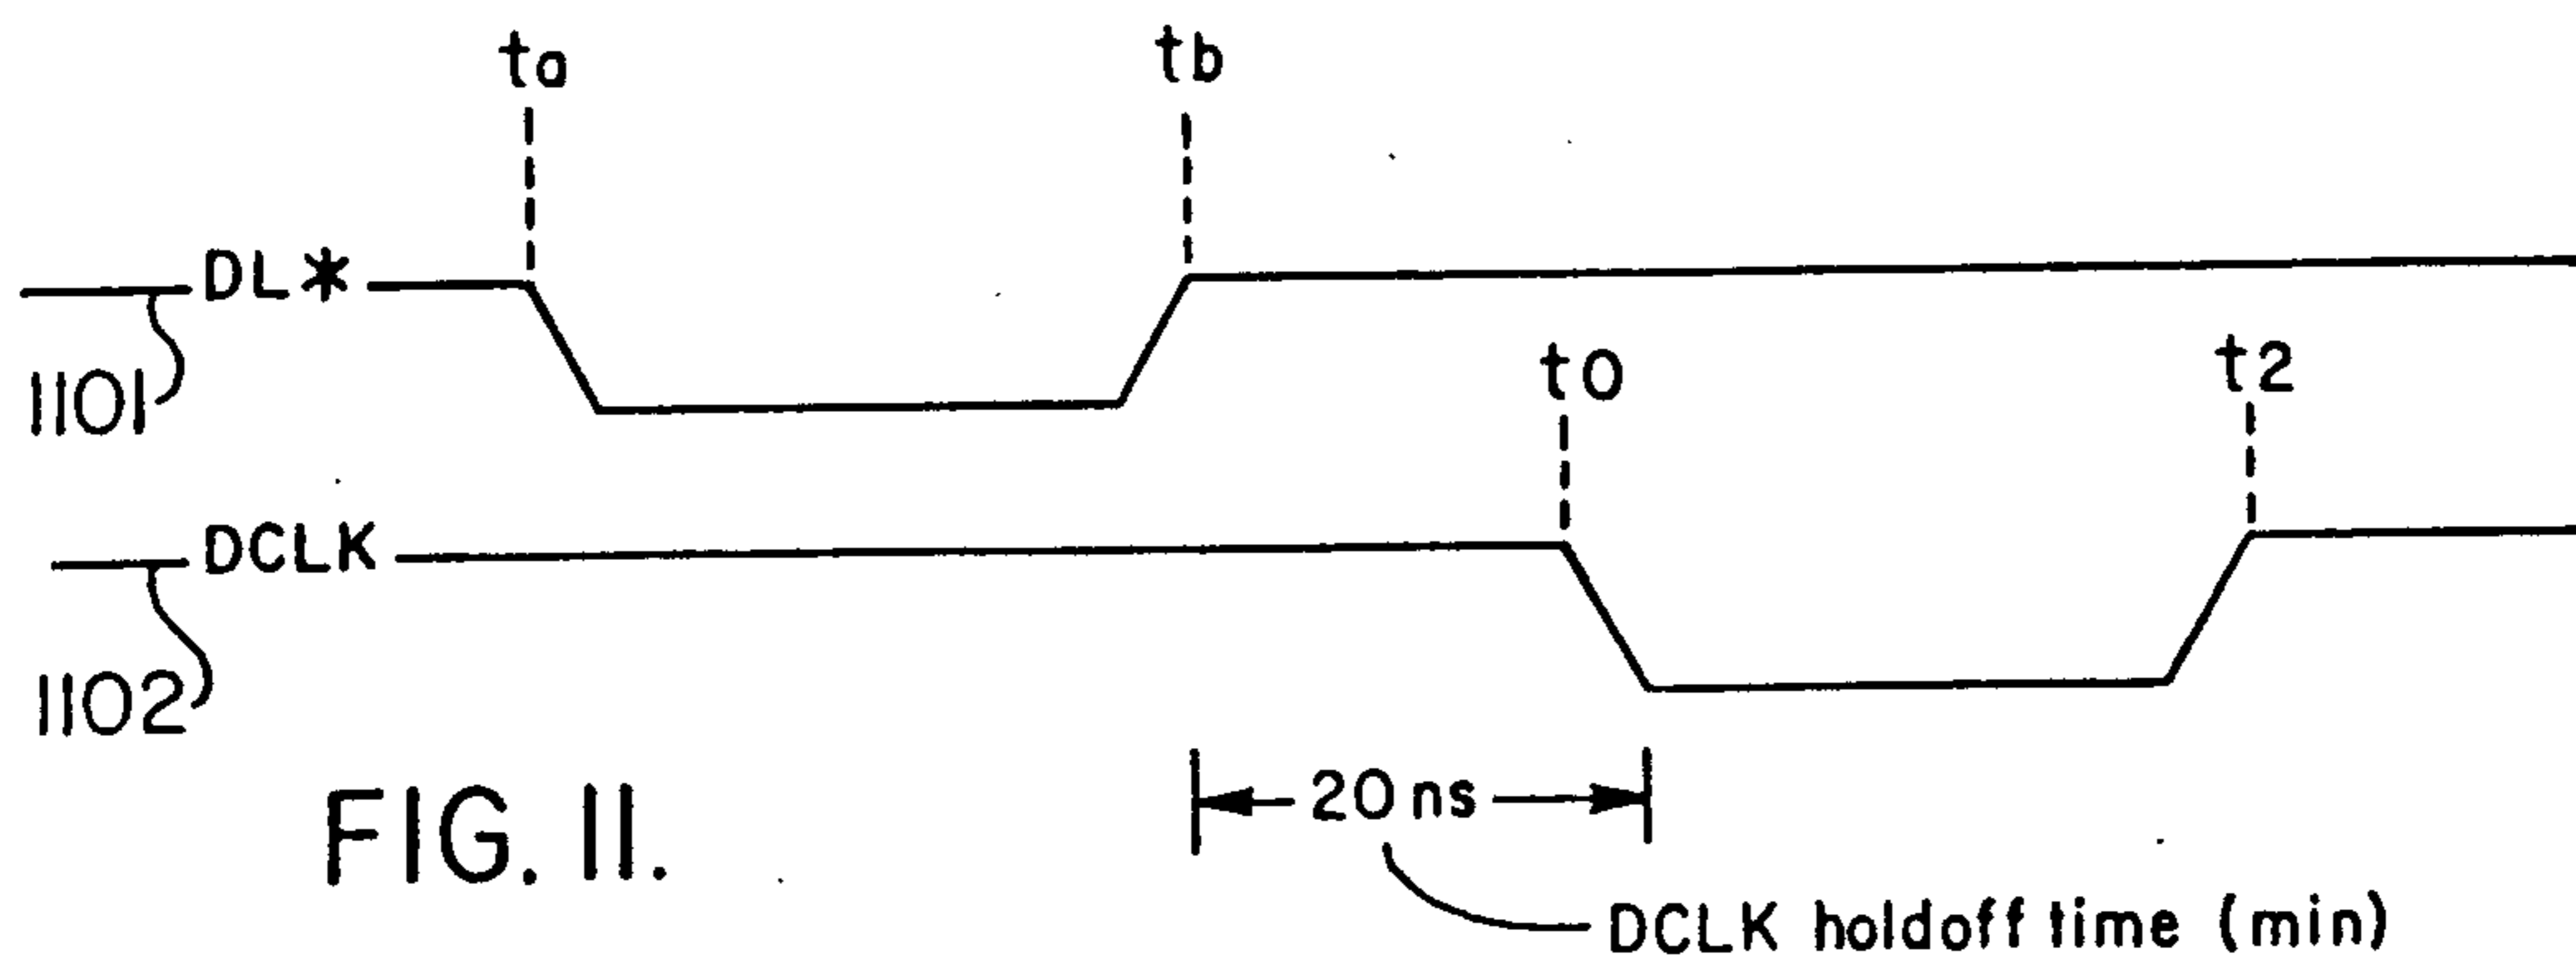 ta
tb
DL*
1101
t0
t2
DCLK
1102
20 ns
FIG. 11.
DCLK holdoff time (min)